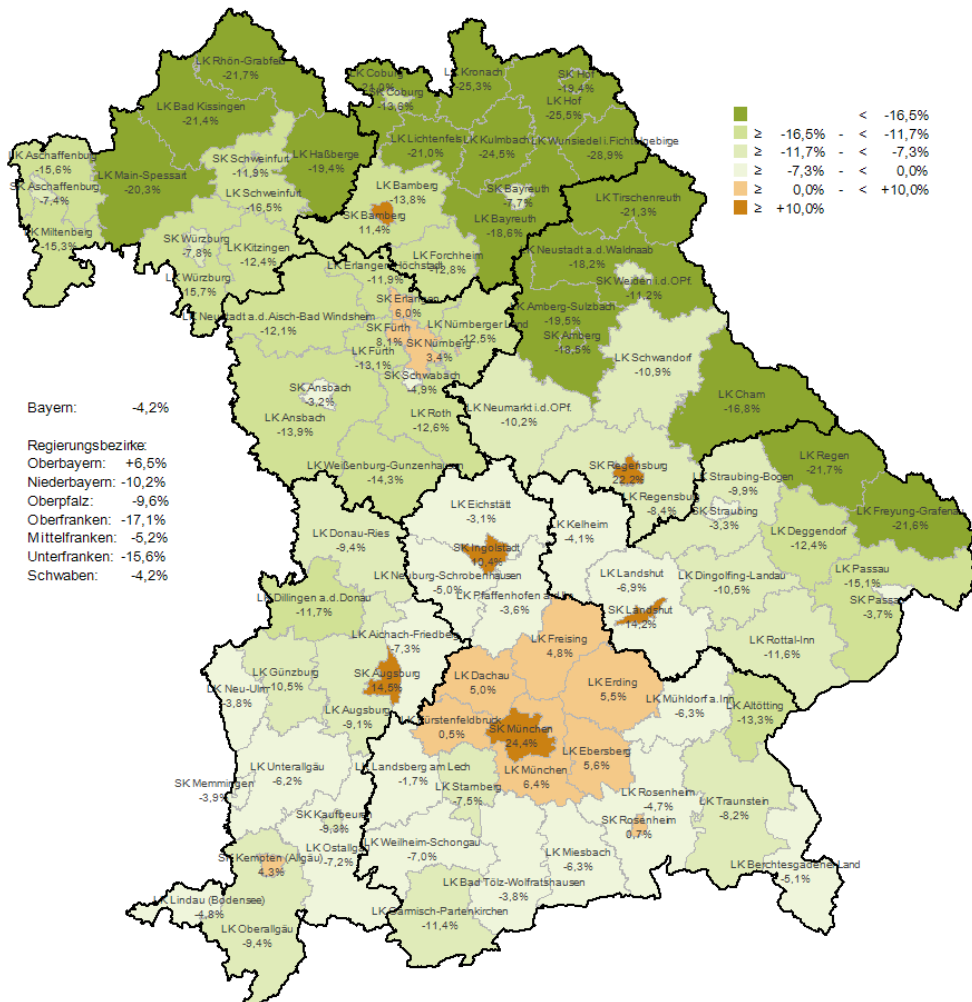 LK Rhön-Grabfeld
-21,7%
LK Bad Kissingen
-21,4%
LK Aschaffenburg
-15,6%
SK Aschaffenburg
-7,4%
LK Main-Spessart
-20,3%
LK Miltenberg
-15,3%
SK Schweinfurt
-11,9%
LK Haßberge
-19,4%
LK Schweinfurt
-16,5%
SK Würzburg
-7,8%
LK Kitzingen
-12,4%
LK Würzburg
-15,7%
LK Coburg
-21,0%
SK Coburg
-13,6%
LK Kronach
-25,3%
SK Hof
-19,4%
LK Hof
-25,5%
LK Lichtenfels
-21,0%
LK Kulmbach
-24,5%
LK Wunsiedel i.Fichtelgebirge
-28,9%
LK Bamberg
-13,8%
SK Bamberg
11,4%
SK Bayreuth
-7,7%
LK Bayreuth
-18,6%
LK Forchheim
-12,8%
LK Tirschenreuth
-21,3%
LK Neustadt a.d.Waldnaab
-18,2%
SK Weiden i.d.OPf.
-11,2%
LK Amberg-Sulzbach
-19,5%
SK Amberg
-18,5%
LK Schwandorf
-10,9%
LK Cham
-16,8%
LK Neumarkt i.d.OPf.
-10,2%
SK Regensburg
22,2%
LK Regensburg
-8,4%
LK Erlangen-Höchstadt
-11,9%
SK Erlangen
6,0%
LK Neustadt a.d.Aisch-Bad Windsheim
-12,1%
SK Fürth
8,1%
LK Nürnberger Land
-12,5%
SK Nürnberg
3,4%
LK Fürth
-13,1%
SK Schwabach
-4,9%
SK Ansbach
-3,2%
LK Ansbach
-13,9%
LK Roth
-12,6%
LK Weißenburg-Gunzenhausen
-14,3%
< -16,5%
≥ -16,5% - < -11,7%
≥ -11,7% - < -7,3%
≥ -7,3% - < 0,0%
≥ 0,0% - < +10,0%
≥ +10,0%
Bayern: -4,2%
Regierungsbezirke:
Oberbayern: +6,5%
Niederbayern: -10,2%
Oberpfalz: -9,6%
Oberfranken: -17,1%
Mittelfranken: -5,2%
Unterfranken: -15,6%
Schwaben: -4,2%
LK Regen
-21,7%
LK Straubing-Bogen
-9,9%
SK Straubing
-3,3%
LK Freyung-Grafenau
-21,6%
LK Deggendorf
-12,4%
LK Passau
-15,1%
SK Passau
-3,7%
LK Kelheim
-4,1%
LK Landshut
-6,9%
LK Dingolfing-Landau
-10,5%
SK Landshut
14,2%
LK Rottal-Inn
-11,6%
LK Eichstätt
-3,1%
SK Ingolstadt
10,4%
LK Neuburg-Schrobenhausen
-5,0%
LK Pfaffenhofen a.d.Ilm
-3,6%
LK Donau-Ries
-9,4%
LK Dillingen a.d.Donau
-11,7%
LK Aichach-Friedberg
-7,3%
LK Günzburg
-10,5%
SK Augsburg
14,5%
LK Neu-Ulm
-3,8%
LK Augsburg
-9,1%
LK Unterallgäu
-6,2%
SK Memmingen
-3,9%
SK Kaufbeuren
-9,3%
LK Ostallgäu
-7,2%
SK Kempten (Allgäu)
4,3%
LK Lindau (Bodensee)
-4,8%
LK Oberallgäu
-9,4%
LK Freising
4,8%
LK Dachau
5,0%
LK Erding
5,5%
LK Mühldorf a.Inn
-6,3%
LK Altötting
-13,3%
LK Fürstenfeldbruck
0,5%
SK München
24,4%
LK Ebersberg
5,6%
LK München
6,4%
LK Landsberg am Lech
-1,7%
LK Starnberg
-7,5%
LK Rosenheim
-4,7%
SK Rosenheim
0,7%
LK Traunstein
-8,2%
LK Weilheim-Schongau
-7,0%
LK Miesbach
-6,3%
LK Berchtesgadener Land
-5,1%
LK Bad Tölz-Wolfratshausen
-3,8%
LK Garmisch-Partenkirchen
-11,4%